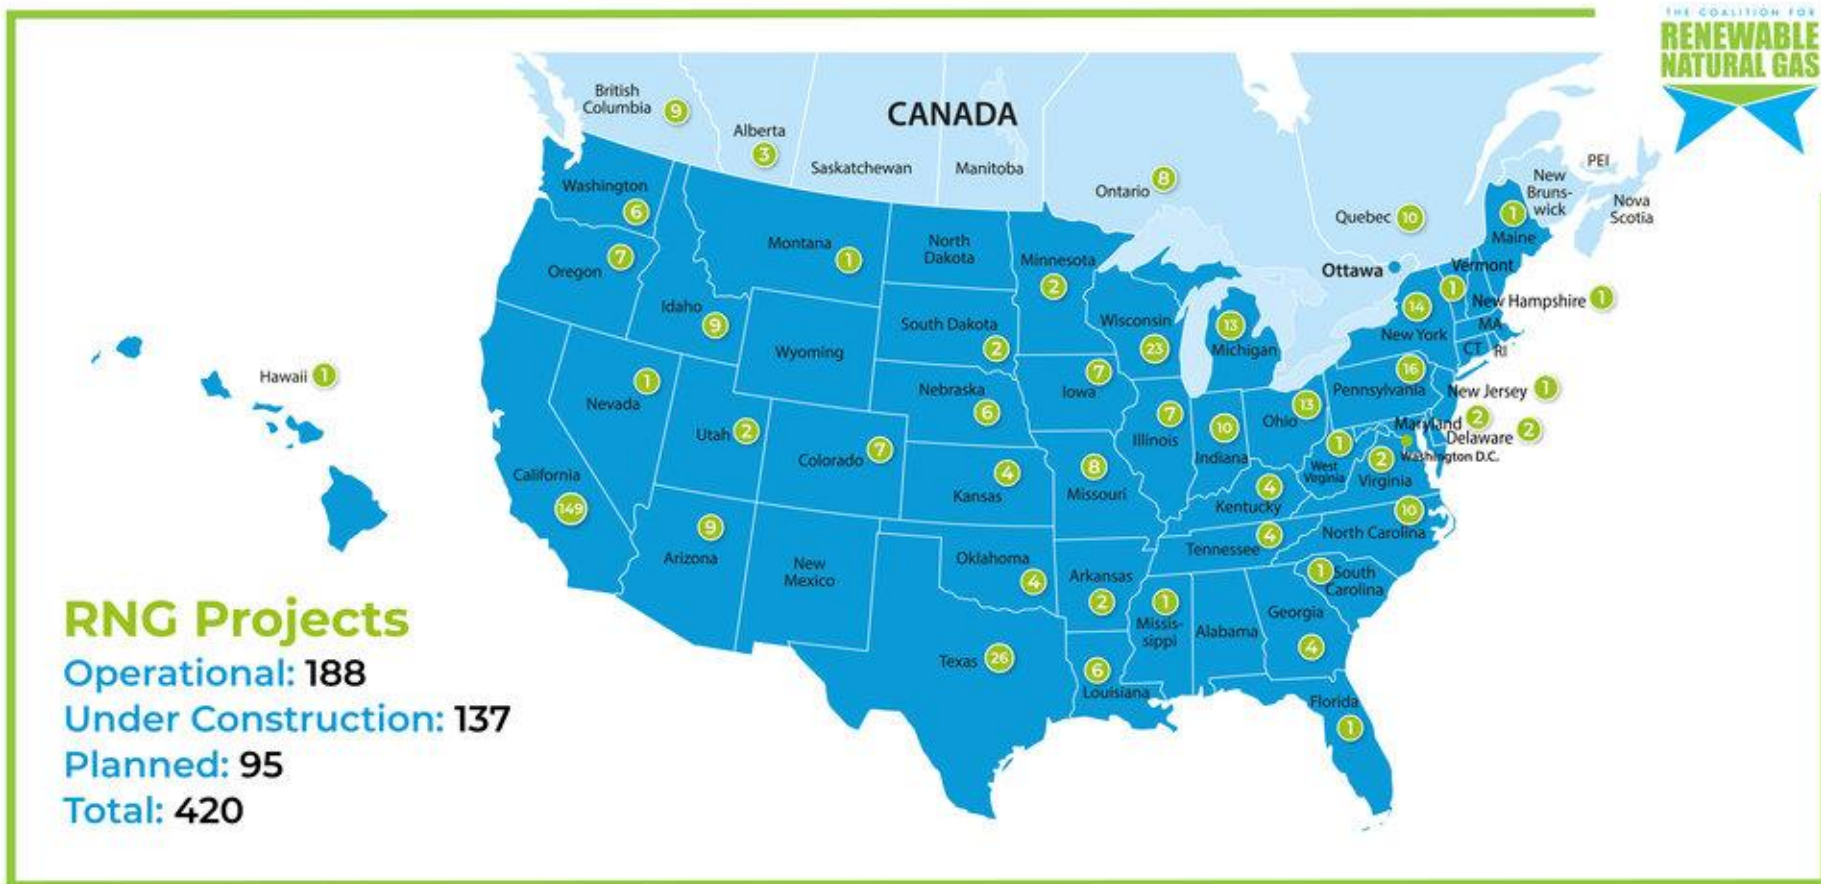 THE COALITION FOR
RENEWABLE
NATURAL GAS
CANADA
British
Columbia
9
Alberta
3
Saskatchewan
Manitoba
Ontario
8
Quebec
10
Ottawa
PEI
New
Bruns-
wick
Nova
Scotia
1
Maine
Vermont
1
New Hampshire
1
MA
CT
RI
14
New York
16
Pennsylvania
New Jersey
1
Maryland
2
Delaware
2
Washington D.C.
Washington
6
Oregon
7
Idaho
9
Montana
1
North
Dakota
Minnesota
2
South Dakota
2
Wisconsin
23
13
Michigan
Wyoming
Nebraska
6
7
Iowa
7
Illinois
10
Indiana
Ohio
13
1
West
Virginia
2
Virginia
Hawaii
1
Nevada
1
Utah
2
Colorado
7
California
149
4
Kansas
8
Missouri
4
Kentucky
10
North Carolina
Tennessee
4
9
Arizona
New
Mexico
Oklahoma
4
Arkansas
2
1
Missis-
sippi
Alabama
Georgia
4
1
South
Carolina
Texas
26
6
Louisiana
Florida
1
RNG Projects
Operational: 188
Under Construction: 137
Planned: 95
Total: 420